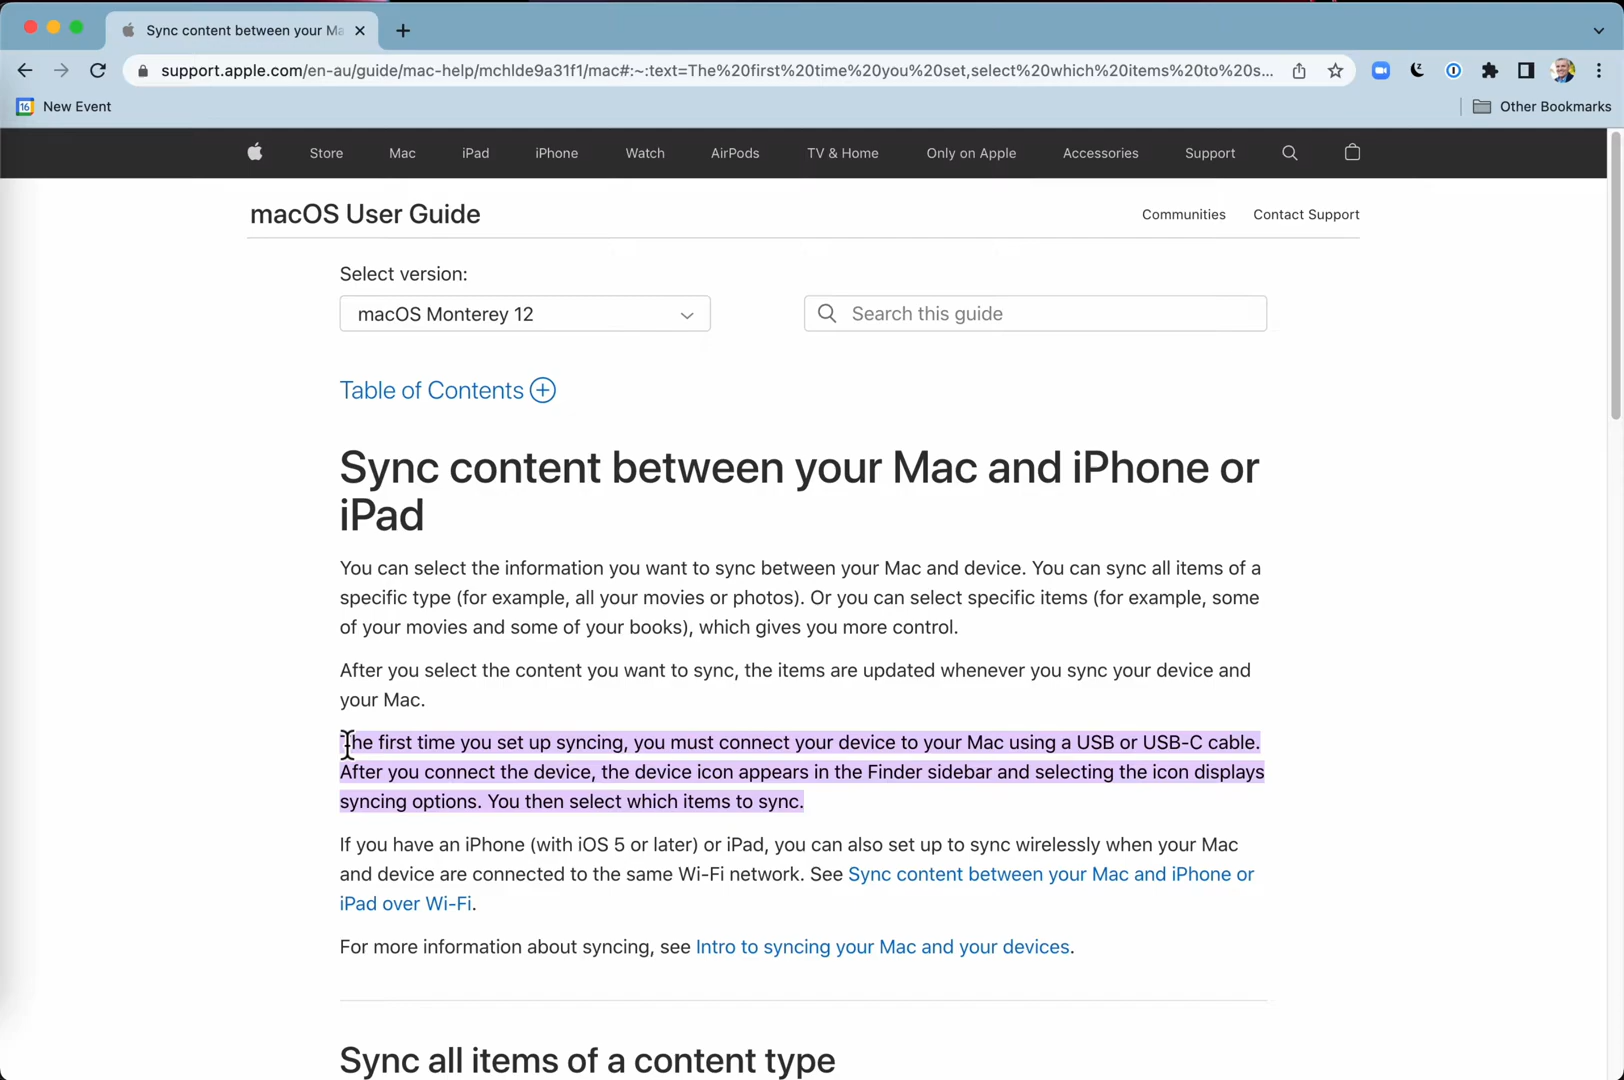 Sync content between your Ma
support.apple.com/en-au/guide/mac-help/mchlde9a31f1/mac#:~:text=The%20first%20time%20you%20set,select%20which%20items%20to%20s...
16 New Event
Other Bookmarks
Store Mac iPad iPhone Watch AirPods TV & Home Only on Apple Accessories Support
macOS User Guide
Communities Contact Support
Select version:
macOS Monterey 12
Search this guide
Table of Contents
Sync content between your Mac and iPhone or
iPad
You can select the information you want to sync between your Mac and device. You can sync all items of a
specific type (for example, all your movies or photos). Or you can select specific items (for example, some
of your movies and some of your books), which gives you more control.
After you select the content you want to sync, the items are updated whenever you sync your device and
your Mac.
The first time you set up syncing, you must connect your device to your Mac using a USB or USB-C cable.
After you connect the device, the device icon appears in the Finder sidebar and selecting the icon displays
syncing options. You then select which items to sync.
If you have an iPhone (with iOS 5 or later) or iPad, you can also set up to sync wirelessly when your Mac
and device are connected to the same Wi-Fi network. See Sync content between your Mac and iPhone or
iPad over Wi-Fi.
For more information about syncing, see Intro to syncing your Mac and your devices.
Sync all items of a content type